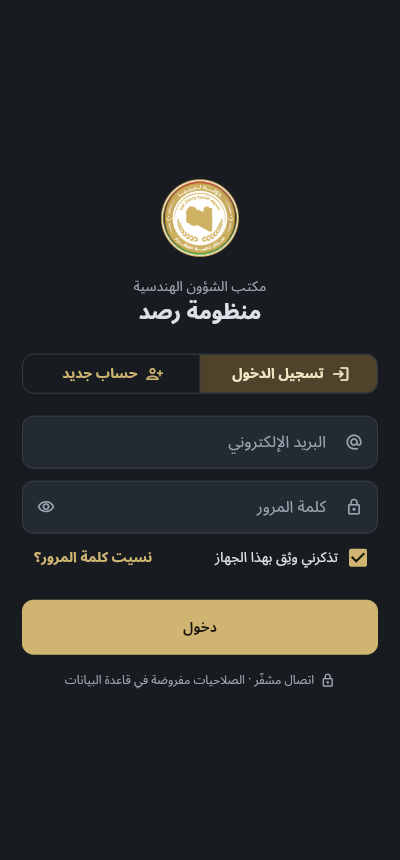 مكتب الشؤون الهندسية
منظومة رصد
تسجيل الدخول
حساب جديد
البريد الإلكتروني
كلمة المرور
تذكرني وثِق بهذا الجهاز
نسيت كلمة المرور؟
دخول
اتصال مشفّر · الصلاحيات مفروضة في قاعدة البيانات